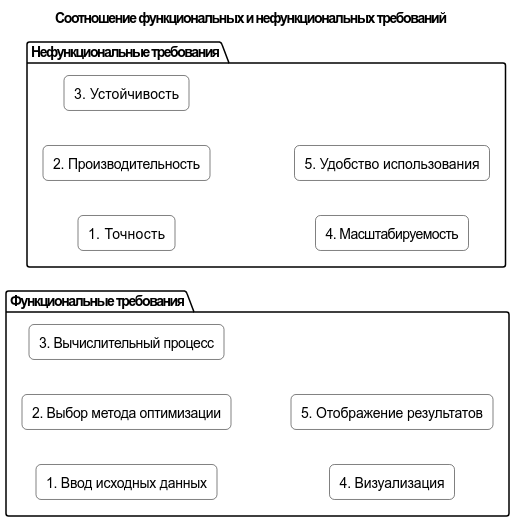 Соотношение функциональных и нефункциональных требований
Нефункциональные требования
3. Устойчивость
2. Производительность
5. Удобство использования
1. Точность
4. Масштабируемость
Функциональные требования
3. Вычислительный процесс
2. Выбор метода оптимизации
5. Отображение результатов
1. Ввод исходных данных
4. Визуализация